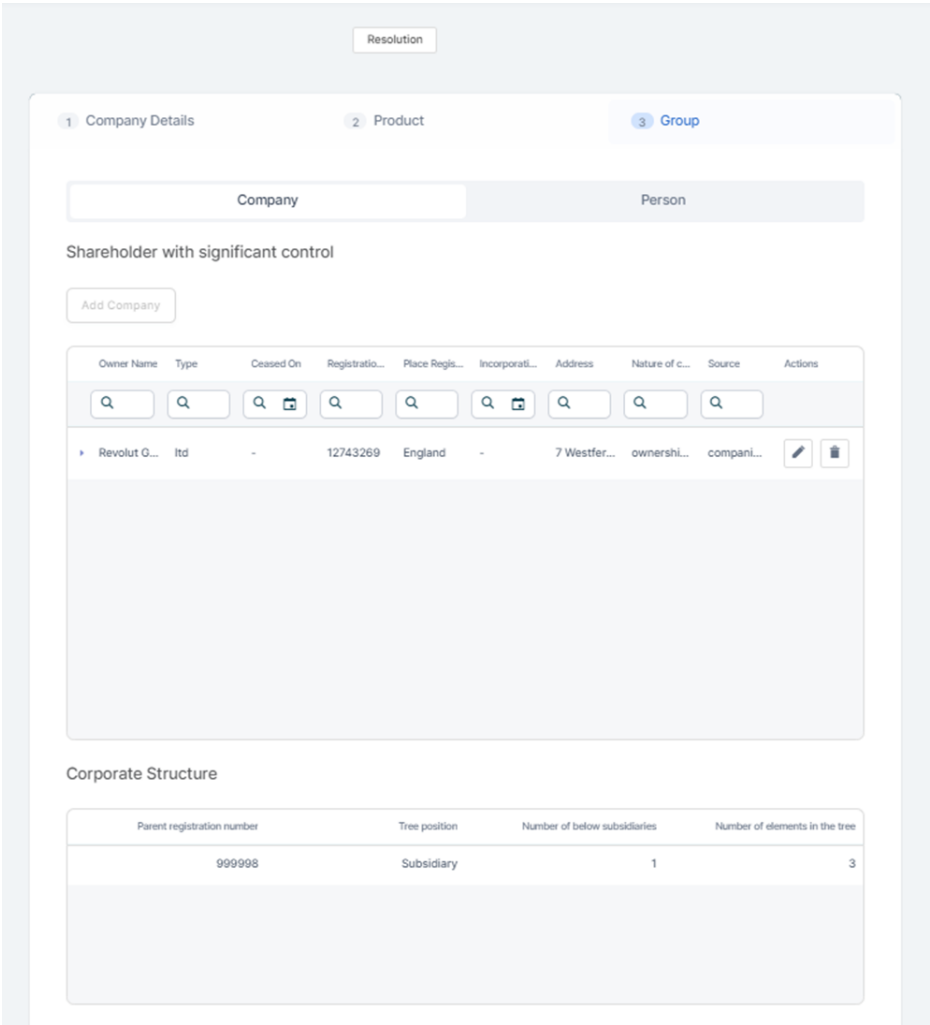 Resolution
1 Company Details 2 Product 3 Group
Company Person
Shareholder with significant control
Add Company
Owner Name Type Ceased On Registratio... Place Regis... Incorporati... Address Nature of c... Source Actions
Revolut G... ltd - 12743269 England - 7 Westfer... ownershi... compani...
Corporate Structure
Parent registration number Tree position Number of below subsidiaries Number of elements in the tree
999998 Subsidiary 1 3